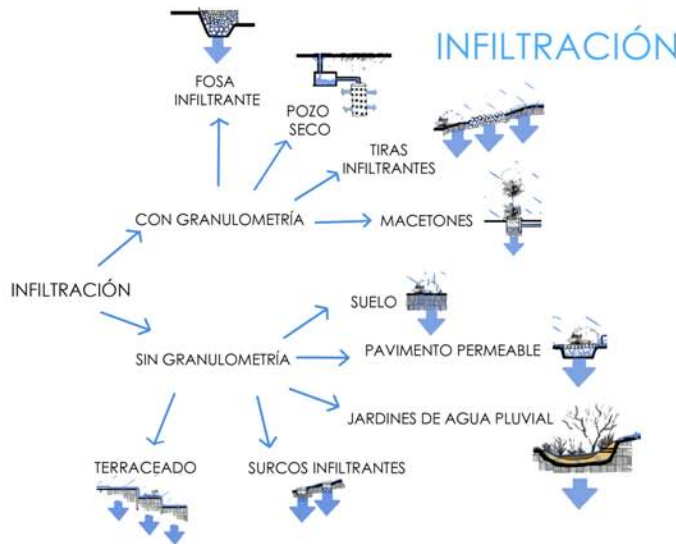 INFILTRACIÓN
FOSA
INFILTRANTE
POZO
SECO
TIRAS
INFILTRANTES
CON GRANULOMETRÍA
MACETONES
INFILTRACIÓN
SUELO
SIN GRANULOMETRÍA
PAVIMENTO PERMEABLE
JARDINES DE AGUA PLUVIAL
TERRACEADO
SURCOS INFILTRANTES